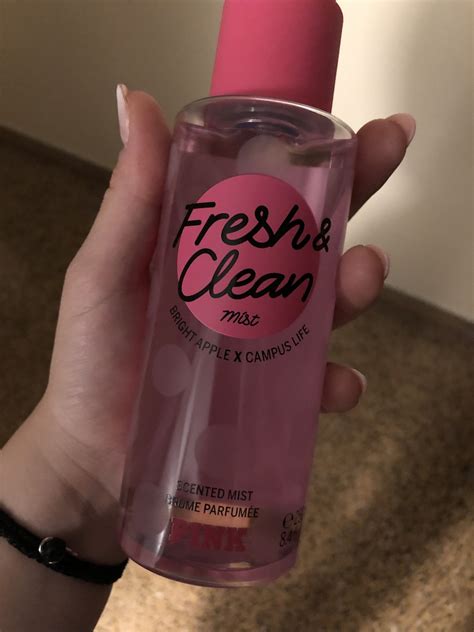 Fresh &
Clean
mist
BRIGHT APPLE X CAMPUS LIFE
SCENTED MIST
BRUME PARFUMÉE
PINK